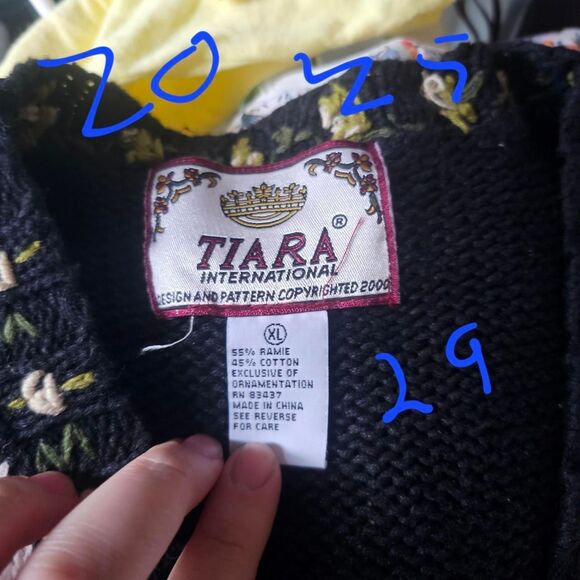 20 25
TIARA®
INTERNATIONAL
DESIGN AND PATTERN COPYRIGHTED 2000
XL
55% RAMIE
45% COTTON
EXCLUSIVE OF
ORNAMENTATION
RN 83437
MADE IN CHINA
SEE REVERSE
FOR CARE
29